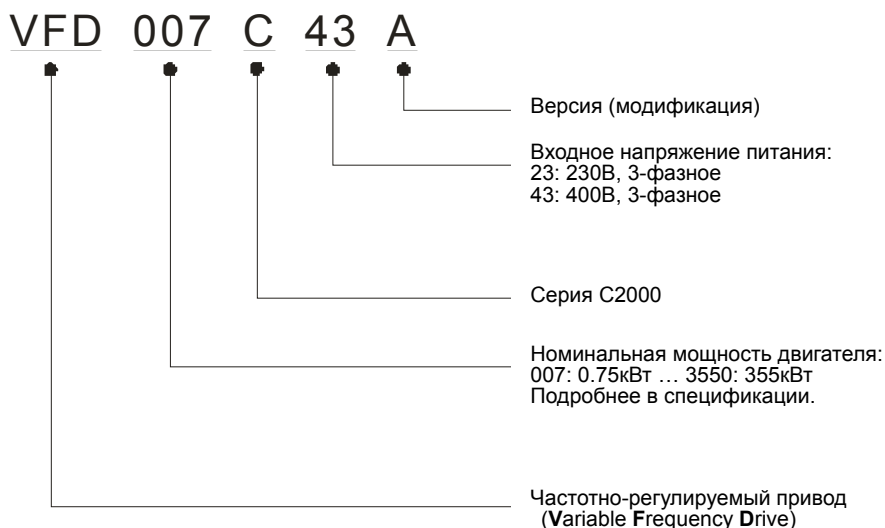 VFD 007 C 43 A
Версия (модификация)
Входное напряжение питания:
23: 230В, 3-фазное
43: 400В, 3-фазное
Серия C2000
Номинальная мощность двигателя:
007: 0.75кВт … 3550: 355кВт
Подробнее в спецификации.
Частотно-регулируемый привод
(Variable Frequency Drive)